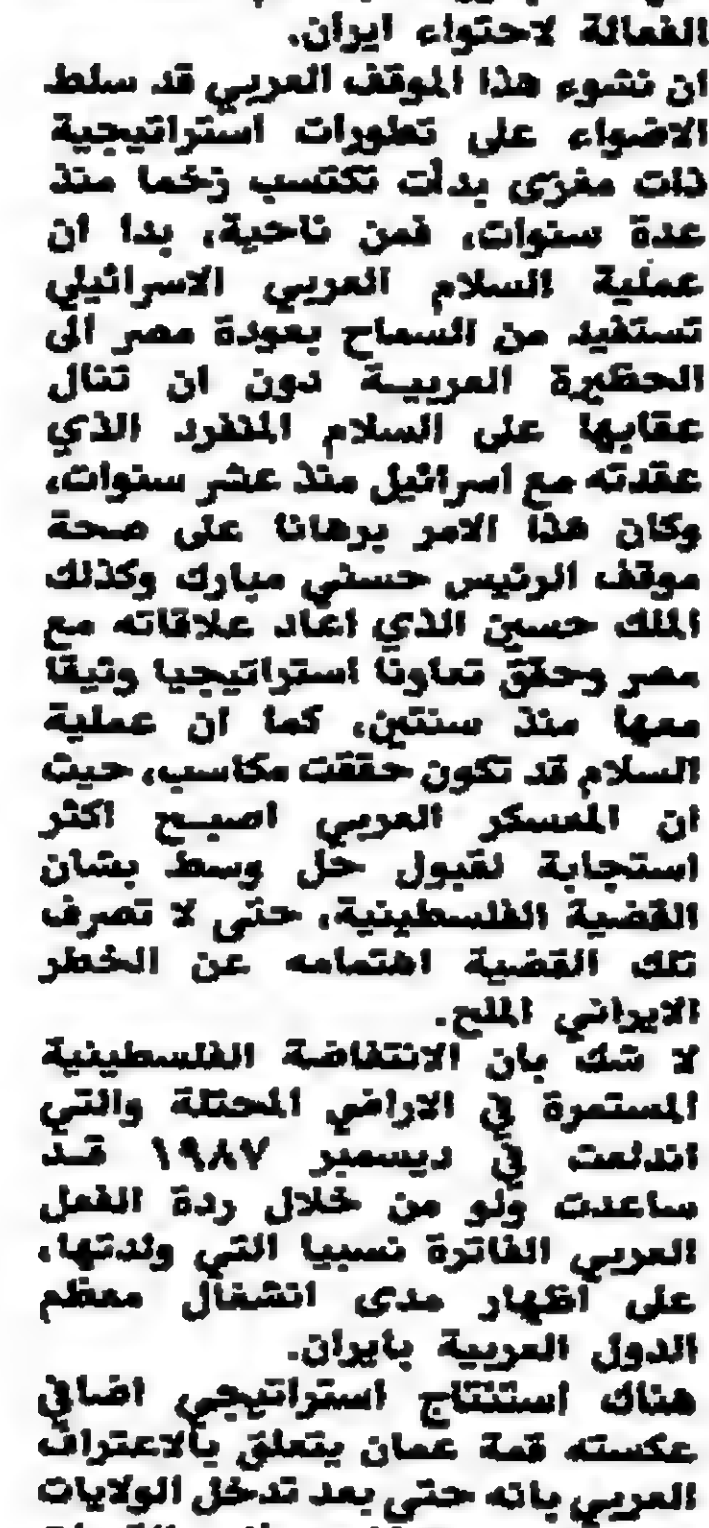 الفعالة لاحتواء ايران.
ان نشوء هذا الموقف العربي قد سلط
الاضواء على تطورات استراتيجية
ذات مغزى بدأت تكتسب زخما منذ
عدة سنوات، فمن ناحية، بدا ان
عملية السلام العربي الاسرائيلي
تستفيد من السماح بعودة مصر الى
الحظيرة العربيــة دون ان تنال
عقابها على السلام المنفرد الذي
عقدته مع اسرائيل منذ عشر سنوات،
وكان هذا الامر برهانا على صحة
موقف الرئيس حسني مبارك وكذلك
الملك حسين الذي اعاد علاقاته مع
مصر وحقق تعاونا استراتيجيا وثيقا
معها منذ سنتين، كما ان عملية
السلام قد تكون حققت مكاسب، حيث
ان المعسكر العربي اصبــح اكثر
استجابة لقبول حل وسط بشان
القضية الفلسطينية، حتى لا تصرف
تلك القضية اهتمامه عن الخطر
الايراني الملح.
لا شك بان الانتفاضة الفلسطينية
المستمرة في الاراضي المحتلة والتي
اندلعت في ديسمبر ١٩٨٧ قــد
ساعدت ولو من خلال ردة الفعل
العربي الفاترة نسبيا التي ولدتها،
على اظهار مدى انشغال معظم
الدول العربية بايران.
هناك استنتاج استراتيجي اضافي
عكسته قمة عمان يتعلق بالاعتراف
العربي بانه حتى بعد تدخل الولايات